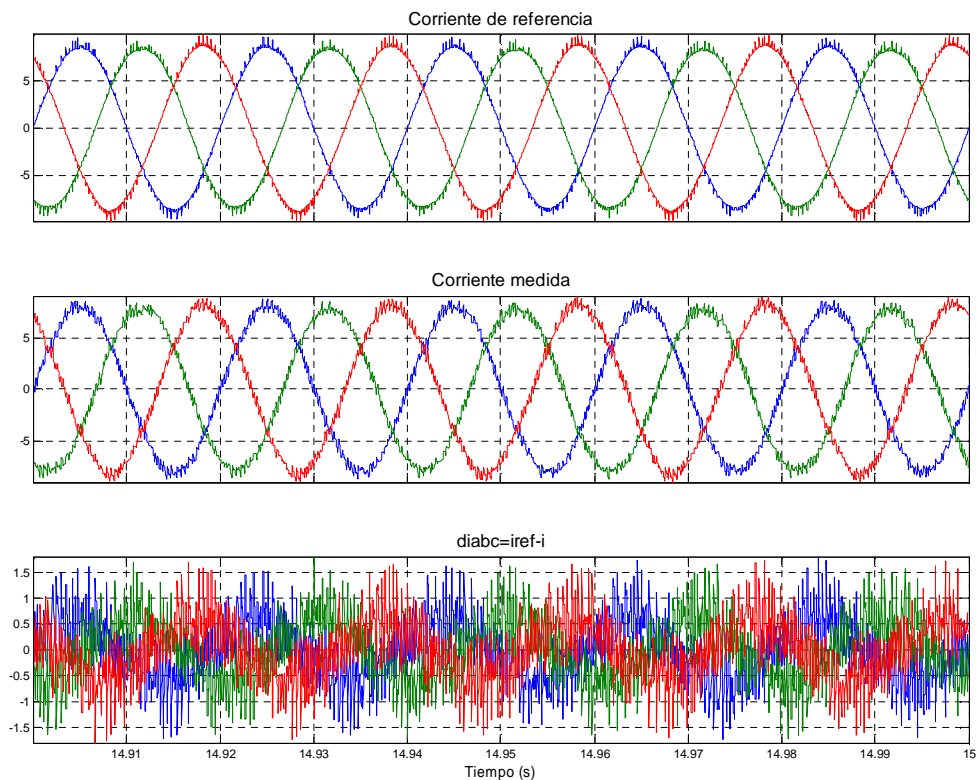 Corriente de referencia
5
0
-5
Corriente medida
5
0
-5
diabc=iref-i
1.5
1
0.5
0
-0.5
-1
-1.5
14.91 14.92 14.93 14.94 14.95 14.96 14.97 14.98 14.99 15
Tiempo (s)